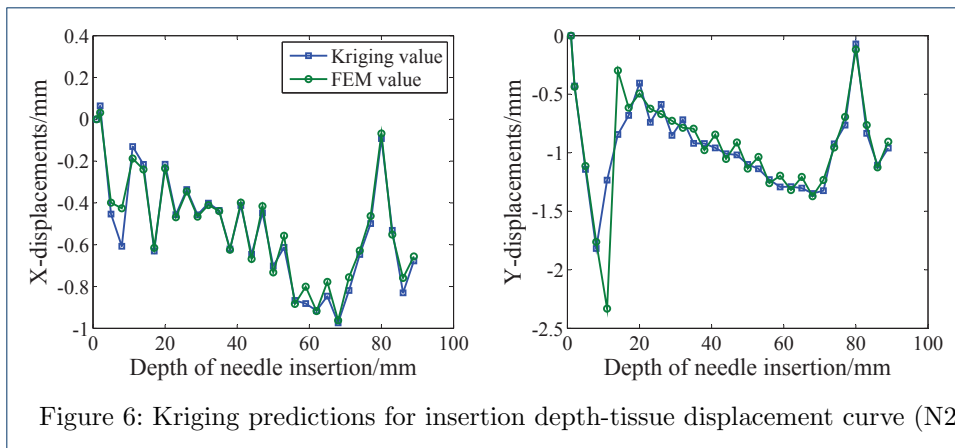 0.4
0.2
0
-0.2
-0.4
-0.6
-0.8
-1
X-displacements/mm
Kriging value
FEM value
0 20 40 60 80 100
Depth of needle insertion/mm
0
-0.5
-1
-1.5
-2
-2.5
Y-displacements/mm
0 20 40 60 80 100
Depth of needle insertion/mm
Figure 6: Kriging predictions for insertion depth-tissue displacement curve (N2